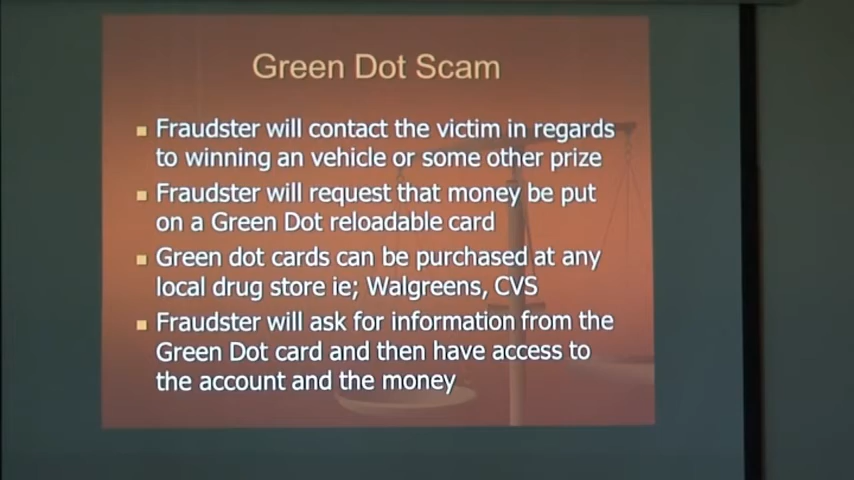 Green Dot Scam
Fraudster will contact the victim in regards
to winning an vehicle or some other prize
Fraudster will request that money be put
on a Green Dot reloadable card
Green dot cards can be purchased at any
local drug store ie; Walgreens, CVS
Fraudster will ask for information from the
Green Dot card and then have access to
the account and the money